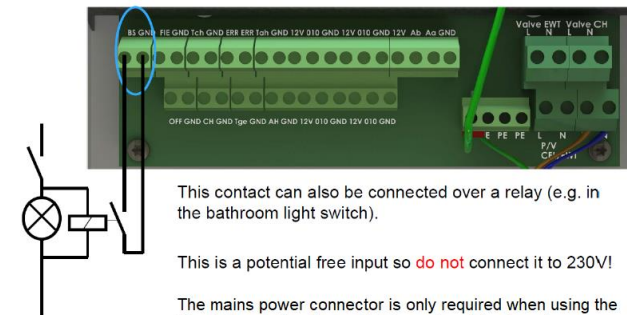 Valve EWT Valve CH
L N L N
BS GND FIE GND Tch GND ERR ERR Tah GND 12V 010 GND 12V 010 GND 12V Ab Aa GND
OFF GND CH GND Tge GND AH GND 12V 010 GND 12V 010 GND
E PE PE L N N
P/V
This contact can also be connected over a relay (e.g. in
the bathroom light switch).
This is a potential free input so do not connect it to 230V!
The mains power connector is only required when using the